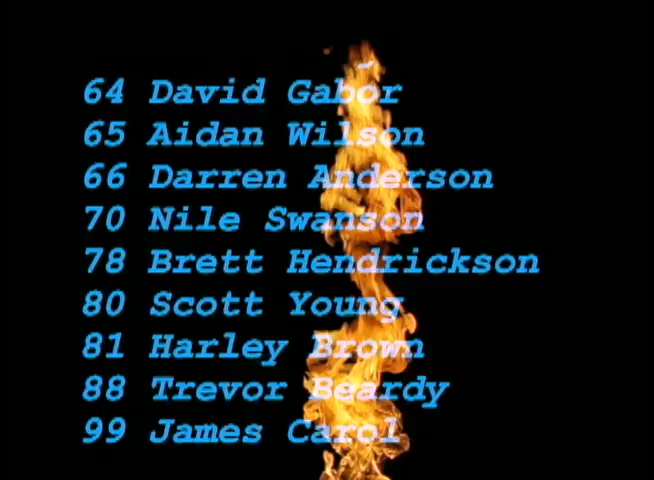 64 David Gabor
65 Aidan Wilson
66 Darren Anderson
70 Nile Swanson
78 Brett Hendrickson
80 Scott Young
81 Harley Brown
88 Trevor Beardy
99 James Carol